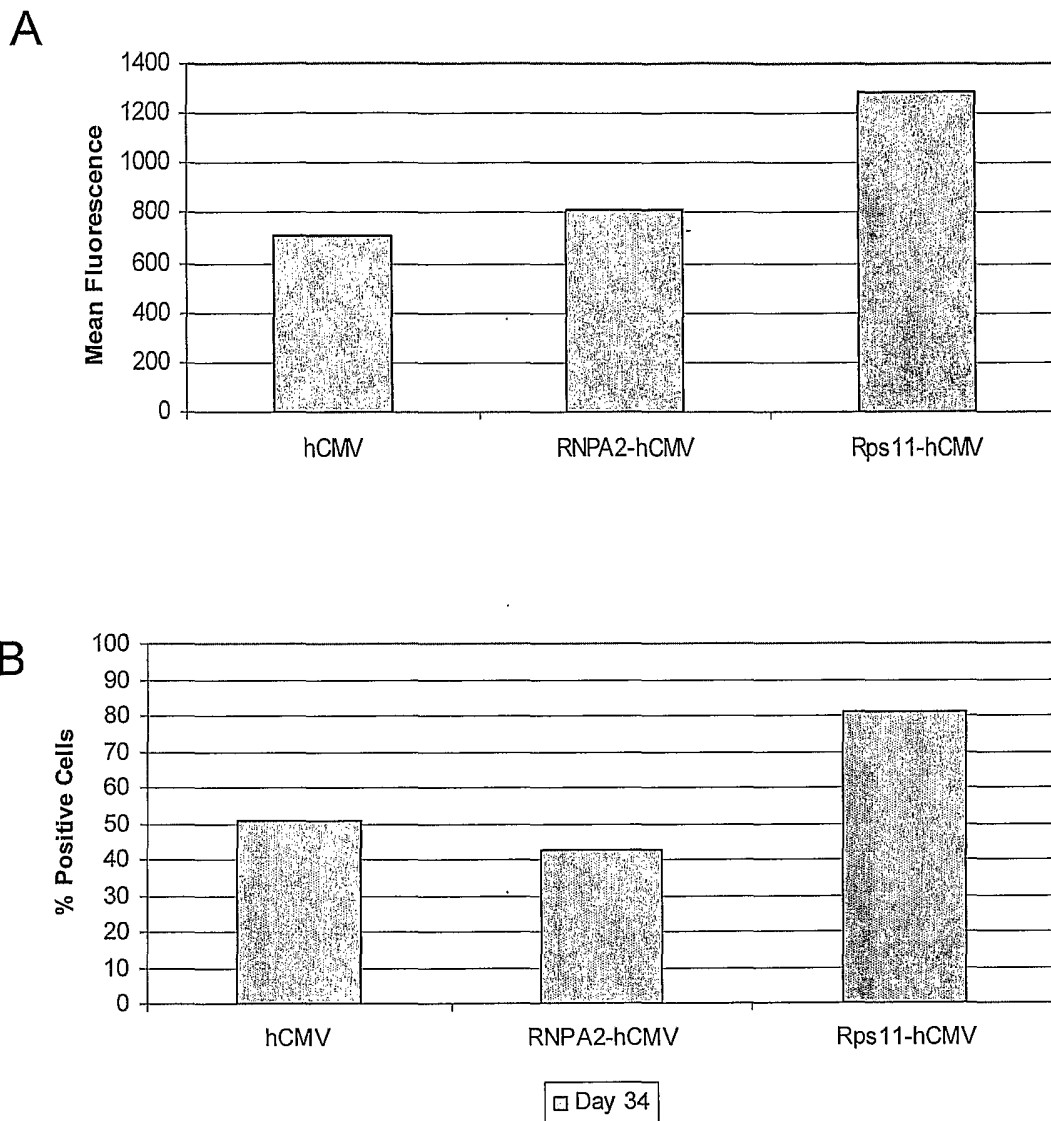 A
1400
1200
1000
800
600
400
200
0
Mean Fluorescence
hCMV RNPA2-hCMV Rps11-hCMV
B
100
90
80
70
60
50
40
30
20
10
0
% Positive Cells
hCMV RNPA2-hCMV Rps11-hCMV
Day 34